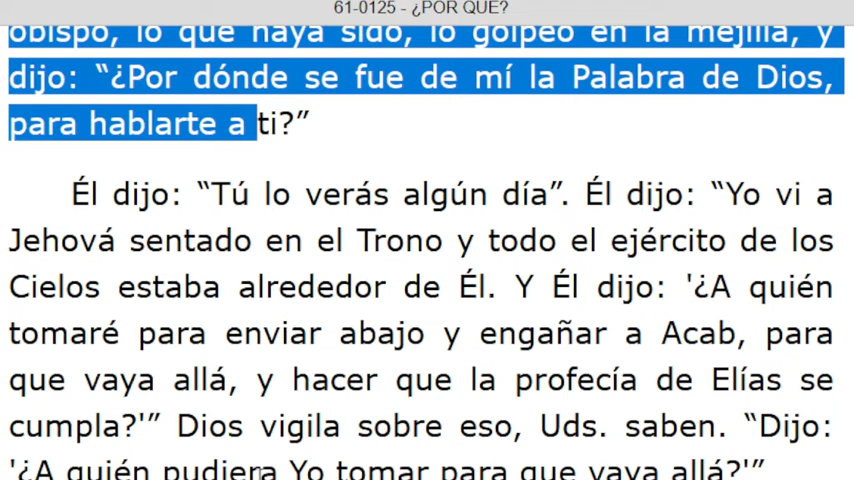 61-0125 - ¿POR QUE?
obispo, lo que haya sido, lo golpeó en la mejilla, y
dijo: “¿Por dónde se fue de mí la Palabra de Dios,
para hablarte a ti?”
Él dijo: “Tú lo verás algún día”. Él dijo: “Yo vi a
Jehová sentado en el Trono y todo el ejército de los
Cielos estaba alrededor de Él. Y Él dijo: '¿A quién
tomaré para enviar abajo y engañar a Acab, para
que vaya allá, y hacer que la profecía de Elías se
cumpla?'” Dios vigila sobre eso, Uds. saben. “Dijo:
'¿A quién pudiera Yo tomar para que vaya allá?'”